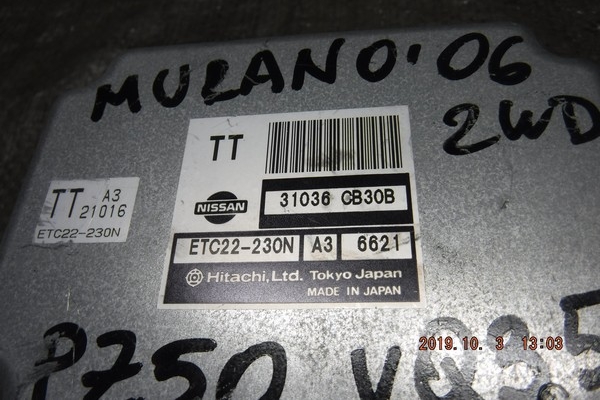 MURANO'06
2WD
TT
NISSAN
31036 CB30B
ETC22-230N A3 6621
Hitachi, Ltd. Tokyo Japan
MADE IN JAPAN
TT A3
21016
ETC22-230N
PZ50 VQ35
2019.10. 3 13:03